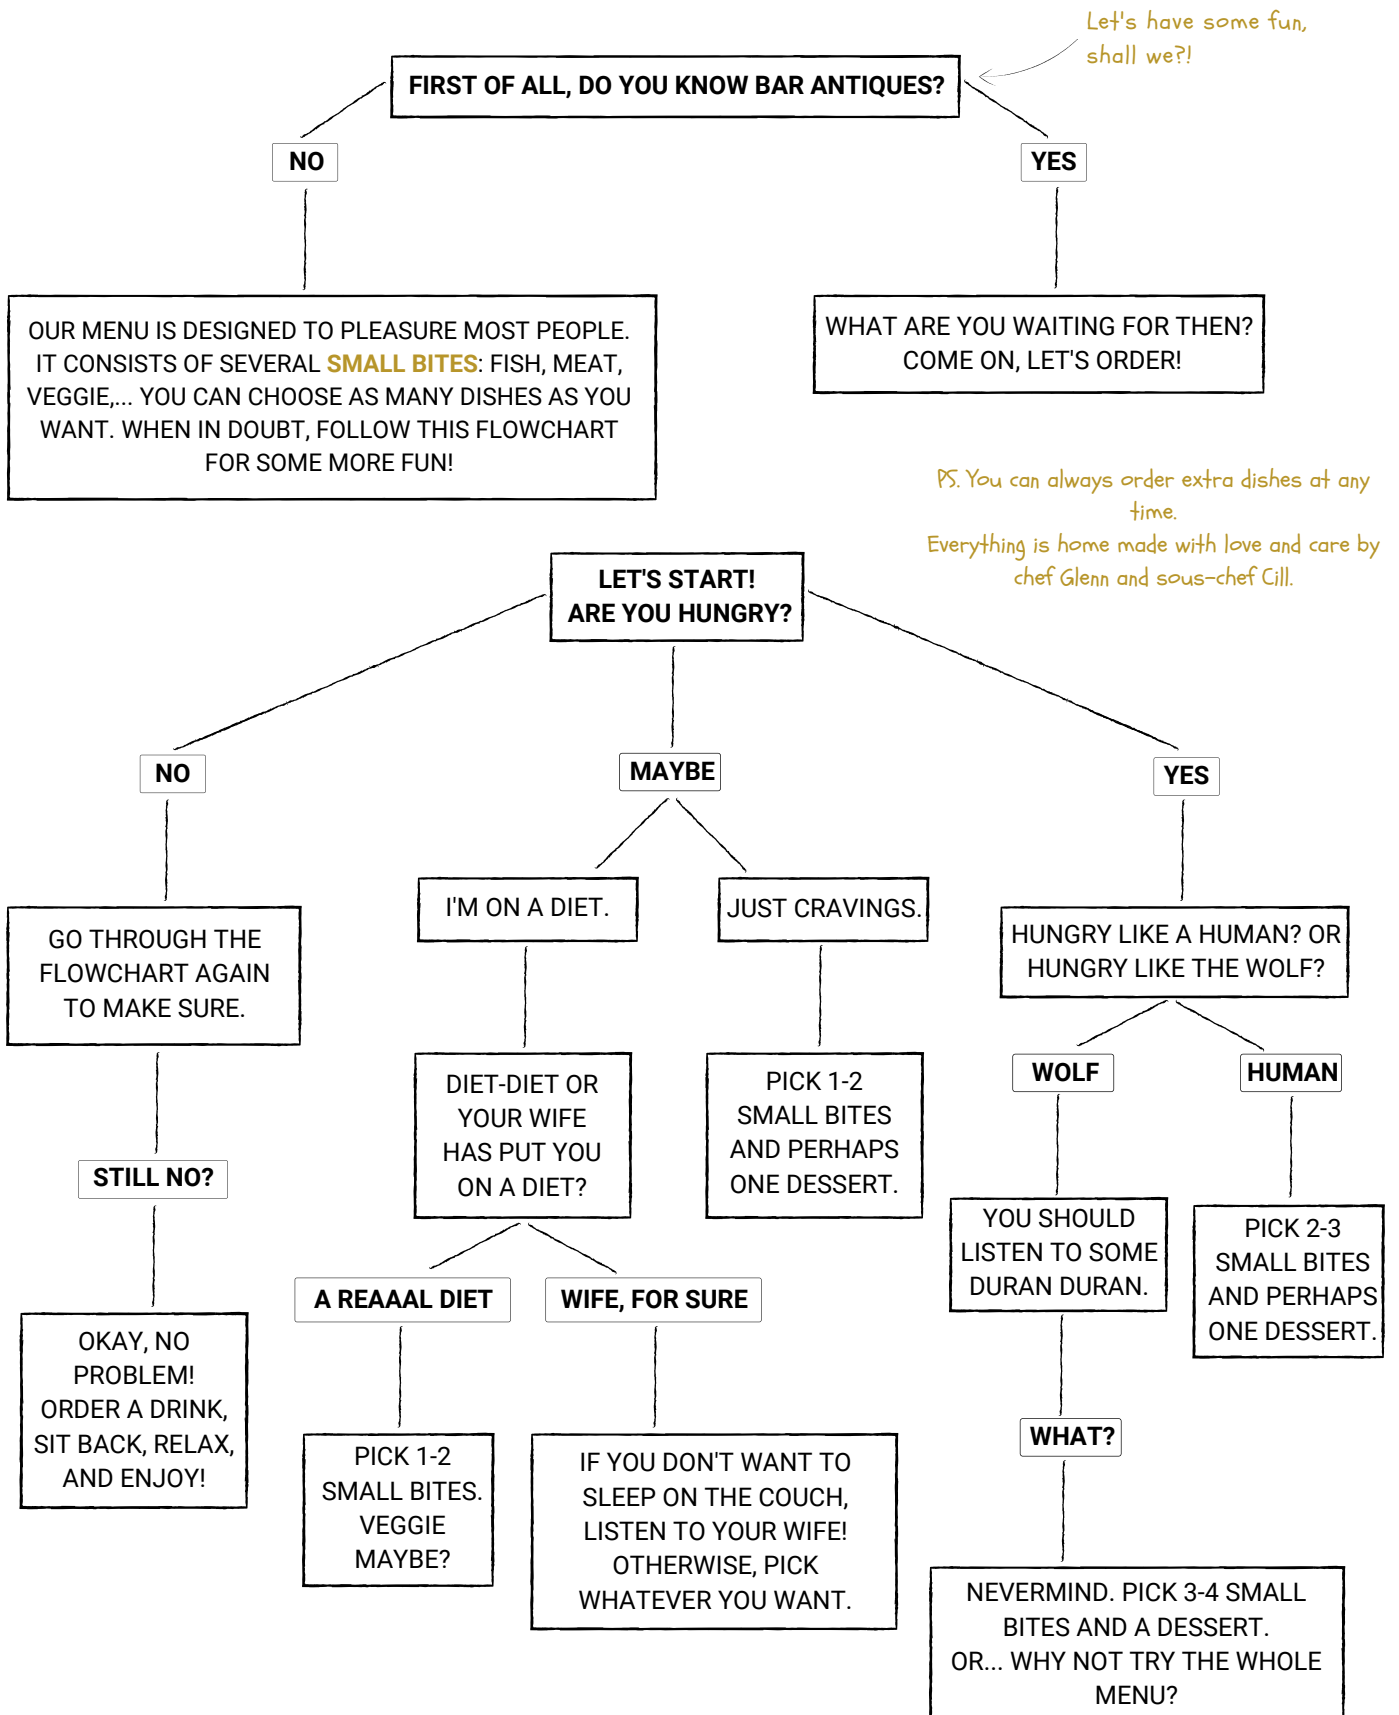 Let's have some fun,
shall we?!
FIRST OF ALL, DO YOU KNOW BAR ANTIQUES?
NO
YES
OUR MENU IS DESIGNED TO PLEASURE MOST PEOPLE.
IT CONSISTS OF SEVERAL SMALL BITES: FISH, MEAT,
VEGGIE,... YOU CAN CHOOSE AS MANY DISHES AS YOU
WANT. WHEN IN DOUBT, FOLLOW THIS FLOWCHART
FOR SOME MORE FUN!
WHAT ARE YOU WAITING FOR THEN?
COME ON, LET'S ORDER!
PS. You can always order extra dishes at any
time.
Everything is home made with love and care by
chef Glenn and sous-chef Cill.
LET'S START!
ARE YOU HUNGRY?
NO
MAYBE
YES
GO THROUGH THE
FLOWCHART AGAIN
TO MAKE SURE.
STILL NO?
OKAY, NO
PROBLEM!
ORDER A DRINK,
SIT BACK, RELAX,
AND ENJOY!
I'M ON A DIET.
JUST CRAVINGS.
DIET-DIET OR
YOUR WIFE
HAS PUT YOU
ON A DIET?
PICK 1-2
SMALL BITES
AND PERHAPS
ONE DESSERT.
A REAAAL DIET
WIFE, FOR SURE
PICK 1-2
SMALL BITES.
VEGGIE
MAYBE?
IF YOU DON'T WANT TO
SLEEP ON THE COUCH,
LISTEN TO YOUR WIFE!
OTHERWISE, PICK
WHATEVER YOU WANT.
HUNGRY LIKE A HUMAN? OR
HUNGRY LIKE THE WOLF?
WOLF
HUMAN
YOU SHOULD
LISTEN TO SOME
DURAN DURAN.
PICK 2-3
SMALL BITES
AND PERHAPS
ONE DESSERT.
WHAT?
NEVERMIND. PICK 3-4 SMALL
BITES AND A DESSERT.
OR... WHY NOT TRY THE WHOLE
MENU?